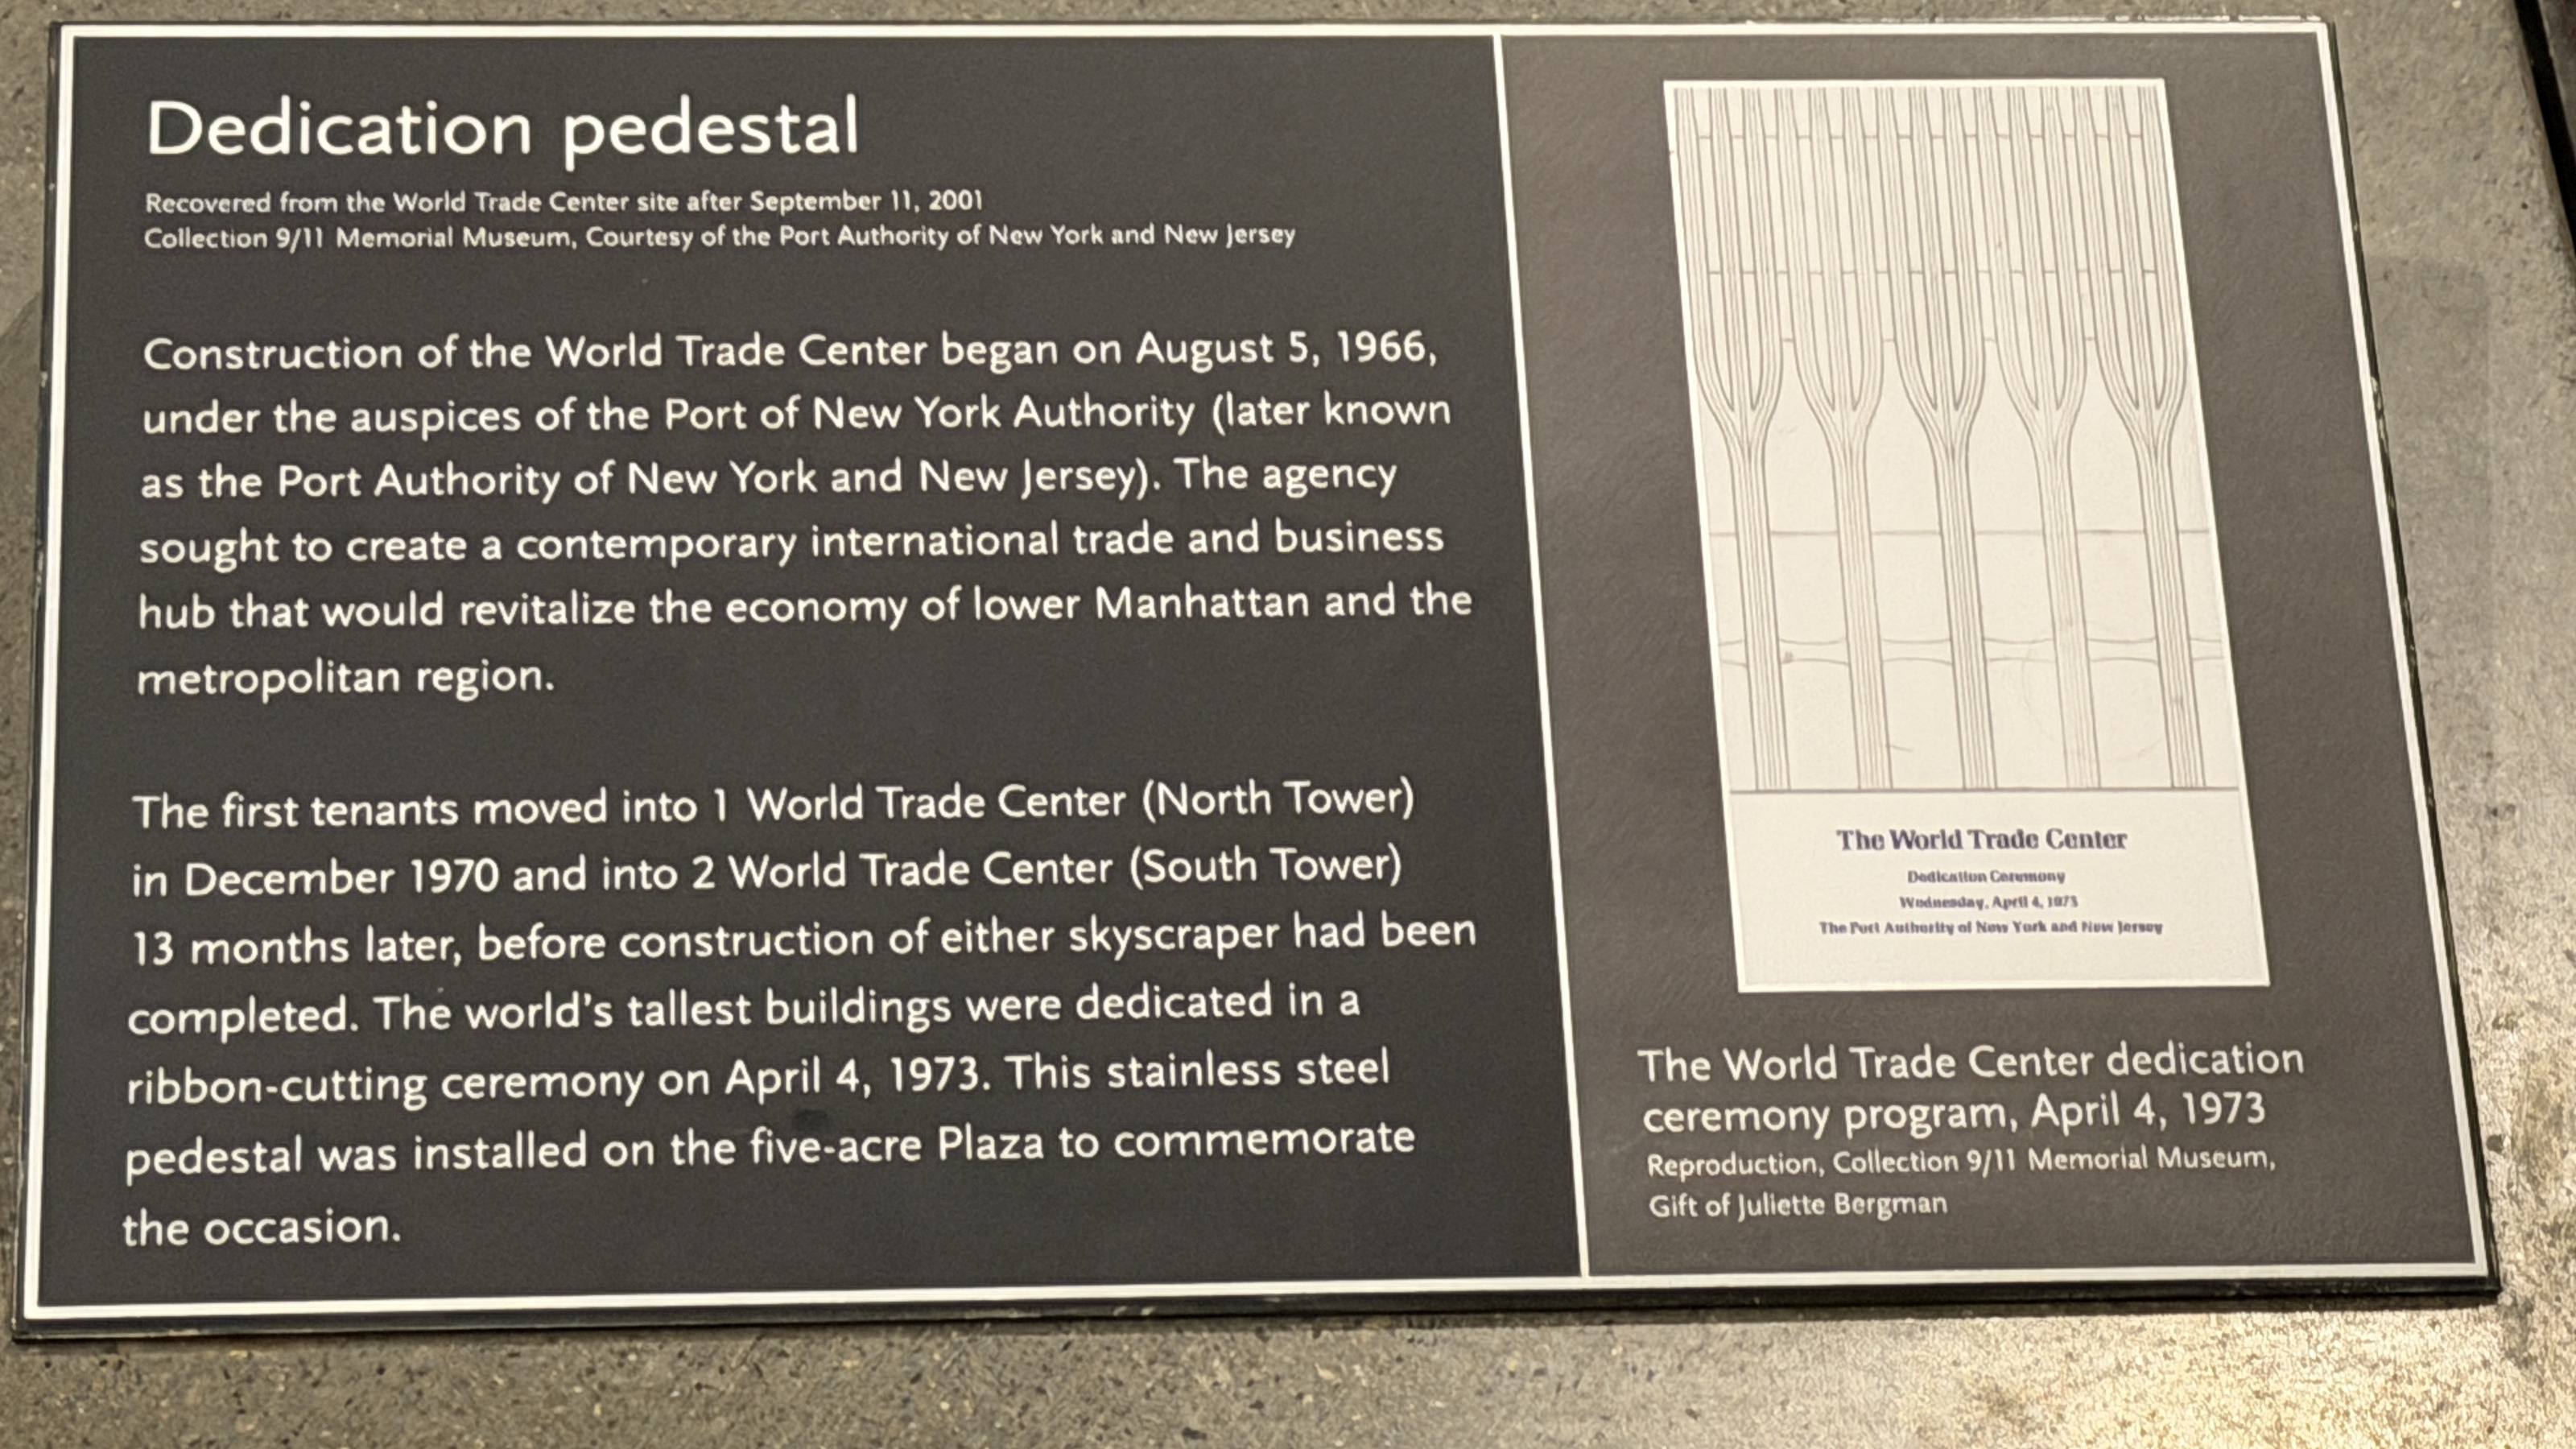 Dedication pedestal
Recovered from the World Trade Center site after September 11, 2001
Collection 9/11 Memorial Museum, Courtesy of the Port Authority of New York and New Jersey
Construction of the World Trade Center began on August 5, 1966,
under the auspices of the Port of New York Authority (later known
as the Port Authority of New York and New Jersey). The agency
sought to create a contemporary international trade and business
hub that would revitalize the economy of lower Manhattan and the
metropolitan region.
The first tenants moved into 1 World Trade Center (North Tower)
in December 1970 and into 2 World Trade Center (South Tower)
13 months later, before construction of either skyscraper had been
completed. The world's tallest buildings were dedicated in a
ribbon-cutting ceremony on April 4, 1973. This stainless steel
pedestal was installed on the five-acre Plaza to commemorate
the occasion.
The World Trade Center
Dedication Ceremony
Wednesday, April 4, 1973
The Port Authority of New York and New Jersey
The World Trade Center dedication
ceremony program, April 4, 1973
Reproduction, Collection 9/11 Memorial Museum,
Gift of Juliette Bergman